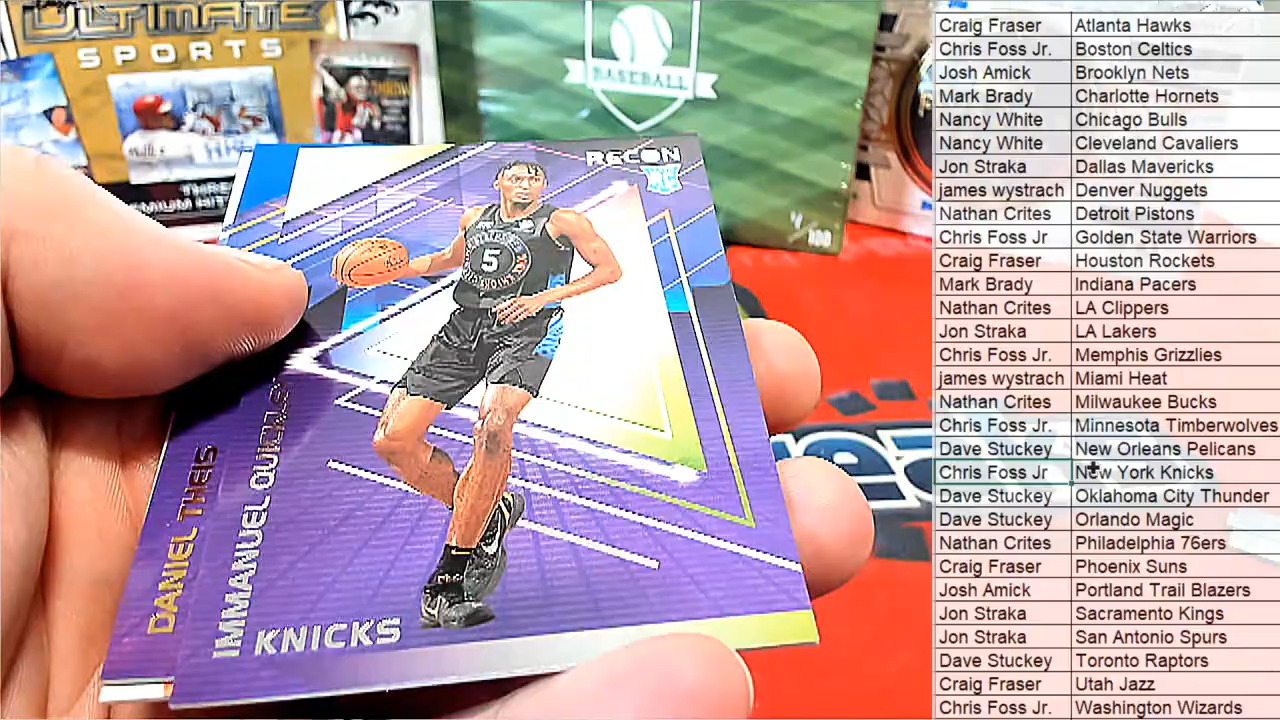 ULTIMATE
SPORTS
BASEBALL
RECON
5
DANIEL THEIS
IMMANUEL QUICKLEY
KNICKS
Craig Fraser Atlanta Hawks
Chris Foss Jr. Boston Celtics
Josh Amick Brooklyn Nets
Mark Brady Charlotte Hornets
Nancy White Chicago Bulls
Nancy White Cleveland Cavaliers
Jon Straka Dallas Mavericks
james wystrach Denver Nuggets
Nathan Crites Detroit Pistons
Chris Foss Jr Golden State Warriors
Craig Fraser Houston Rockets
Mark Brady Indiana Pacers
Nathan Crites LA Clippers
Jon Straka LA Lakers
Chris Foss Jr. Memphis Grizzlies
james wystrach Miami Heat
Nathan Crites Milwaukee Bucks
Chris Foss Jr. Minnesota Timberwolves
Dave Stuckey New Orleans Pelicans
Chris Foss Jr New York Knicks
Dave Stuckey Oklahoma City Thunder
Dave Stuckey Orlando Magic
Nathan Crites Philadelphia 76ers
Craig Fraser Phoenix Suns
Josh Amick Portland Trail Blazers
Jon Straka Sacramento Kings
Jon Straka San Antonio Spurs
Dave Stuckey Toronto Raptors
Craig Fraser Utah Jazz
Chris Foss Jr. Washington Wizards